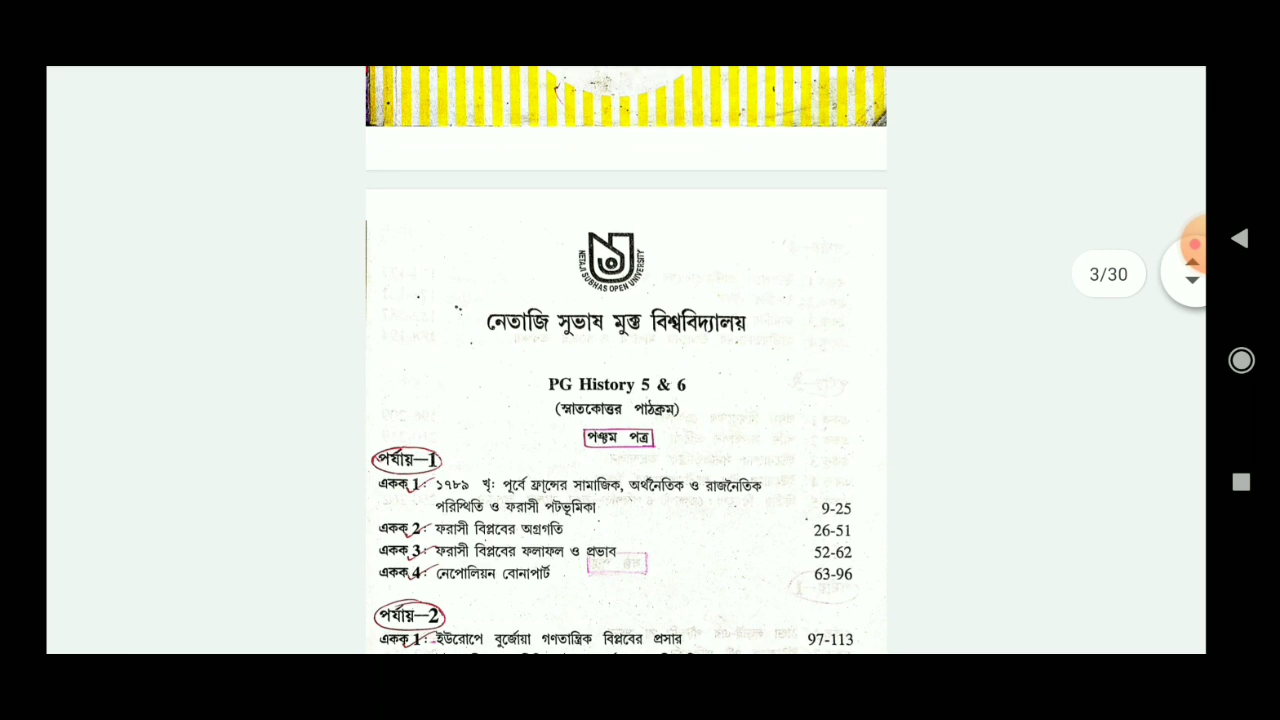 NETAJI SUBHAS OPEN UNIVERSITY
নেতাজি সুভাষ মুক্ত বিশ্ববিদ্যালয়
3/30
PG History 5 & 6
(স্নাতকোত্তর পাঠক্রম)
পঞ্চম পত্র
পর্যায়—1
একক 1: ১৭৮৯ খৃঃ পূর্বে ফ্রান্সের সামাজিক, অর্থনৈতিক ও রাজনৈতিক
পরিস্থিতি ও ফরাসী পটভূমিকা 9-25
একক 2: ফরাসী বিপ্লবের অগ্রগতি 26-51
একক 3: ফরাসী বিপ্লবের ফলাফল ও প্রভাব 52-62
একক 4: নেপোলিয়ন বোনাপার্ট 63-96
পর্যায়—2
একক 1: ইউরোপে বুর্জোয়া গণতান্ত্রিক বিপ্লবের প্রসার 97-113